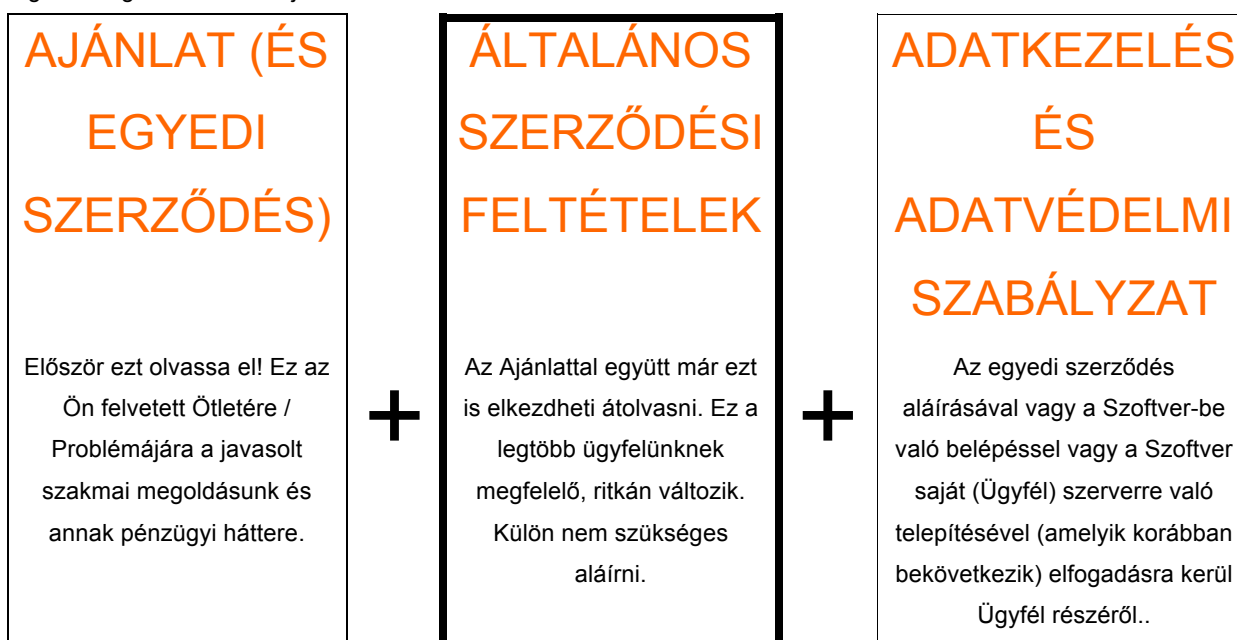 AJÁNLAT (ÉS
EGYEDI
SZERZŐDÉS)
Először ezt olvassa el! Ez az
Ön felvetett Ötletére /
Problémájára a javasolt
szakmai megoldásunk és
annak pénzügyi háttere.
+
ÁLTALÁNOS
SZERZŐDÉSI
FELTÉTELEK
Az Ajánlattal együtt már ezt
is elkezdheti átolvasni. Ez a
legtöbb ügyfelünknek
megfelelő, ritkán változik.
Külön nem szükséges
aláírni.
+
ADATKEZELÉS
ÉS
ADATVÉDELMI
SZABÁLYZAT
Az egyedi szerződés
aláírásával vagy a Szoftver-be
való belépéssel vagy a Szoftver
saját (Ügyfél) szerverre való
telepítésével (amelyik korábban
bekövetkezik) elfogadásra kerül
Ügyfél részéről..